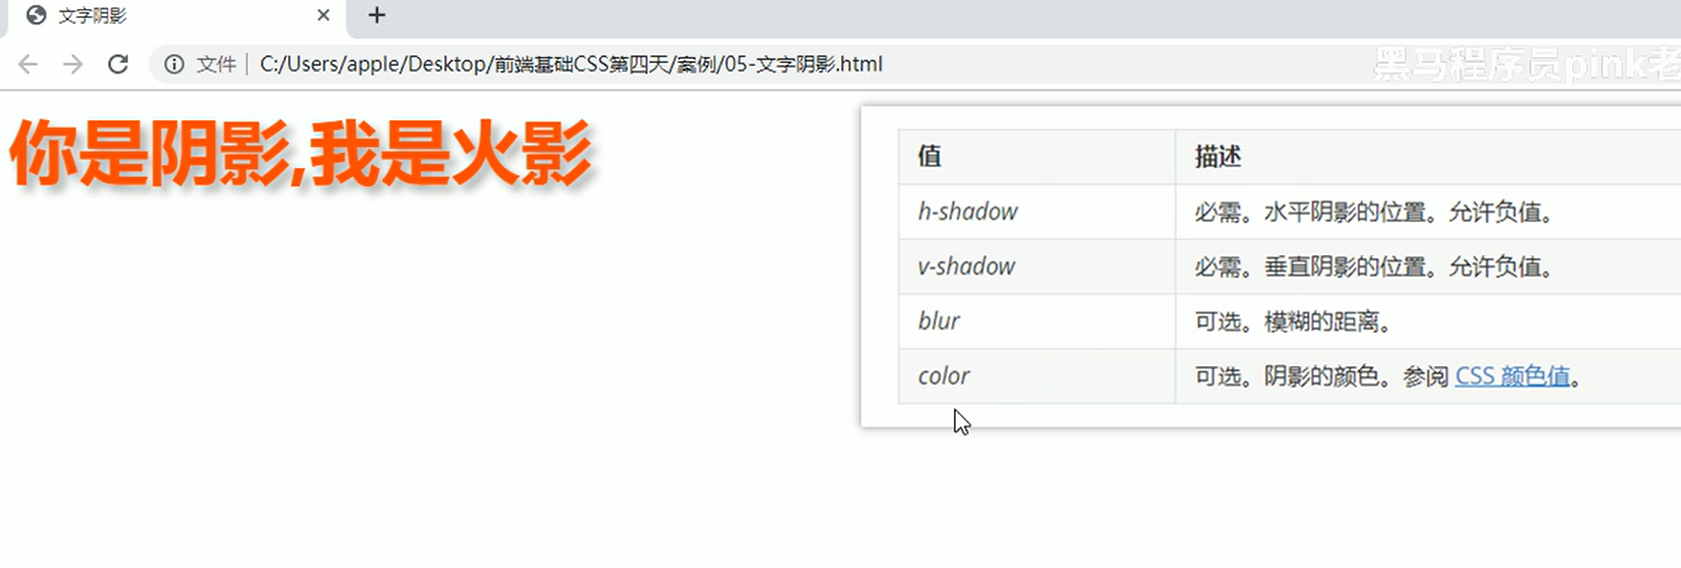 文字阴影
文件 C:/Users/apple/Desktop/前端基础CSS第四天/案例/05-文字阴影.html
黑马程序员pink老
你是阴影,我是火影
值 描述
h-shadow 必需。水平阴影的位置。允许负值。
v-shadow 必需。垂直阴影的位置。允许负值。
blur 可选。模糊的距离。
color 可选。阴影的颜色。参阅 CSS 颜色值。